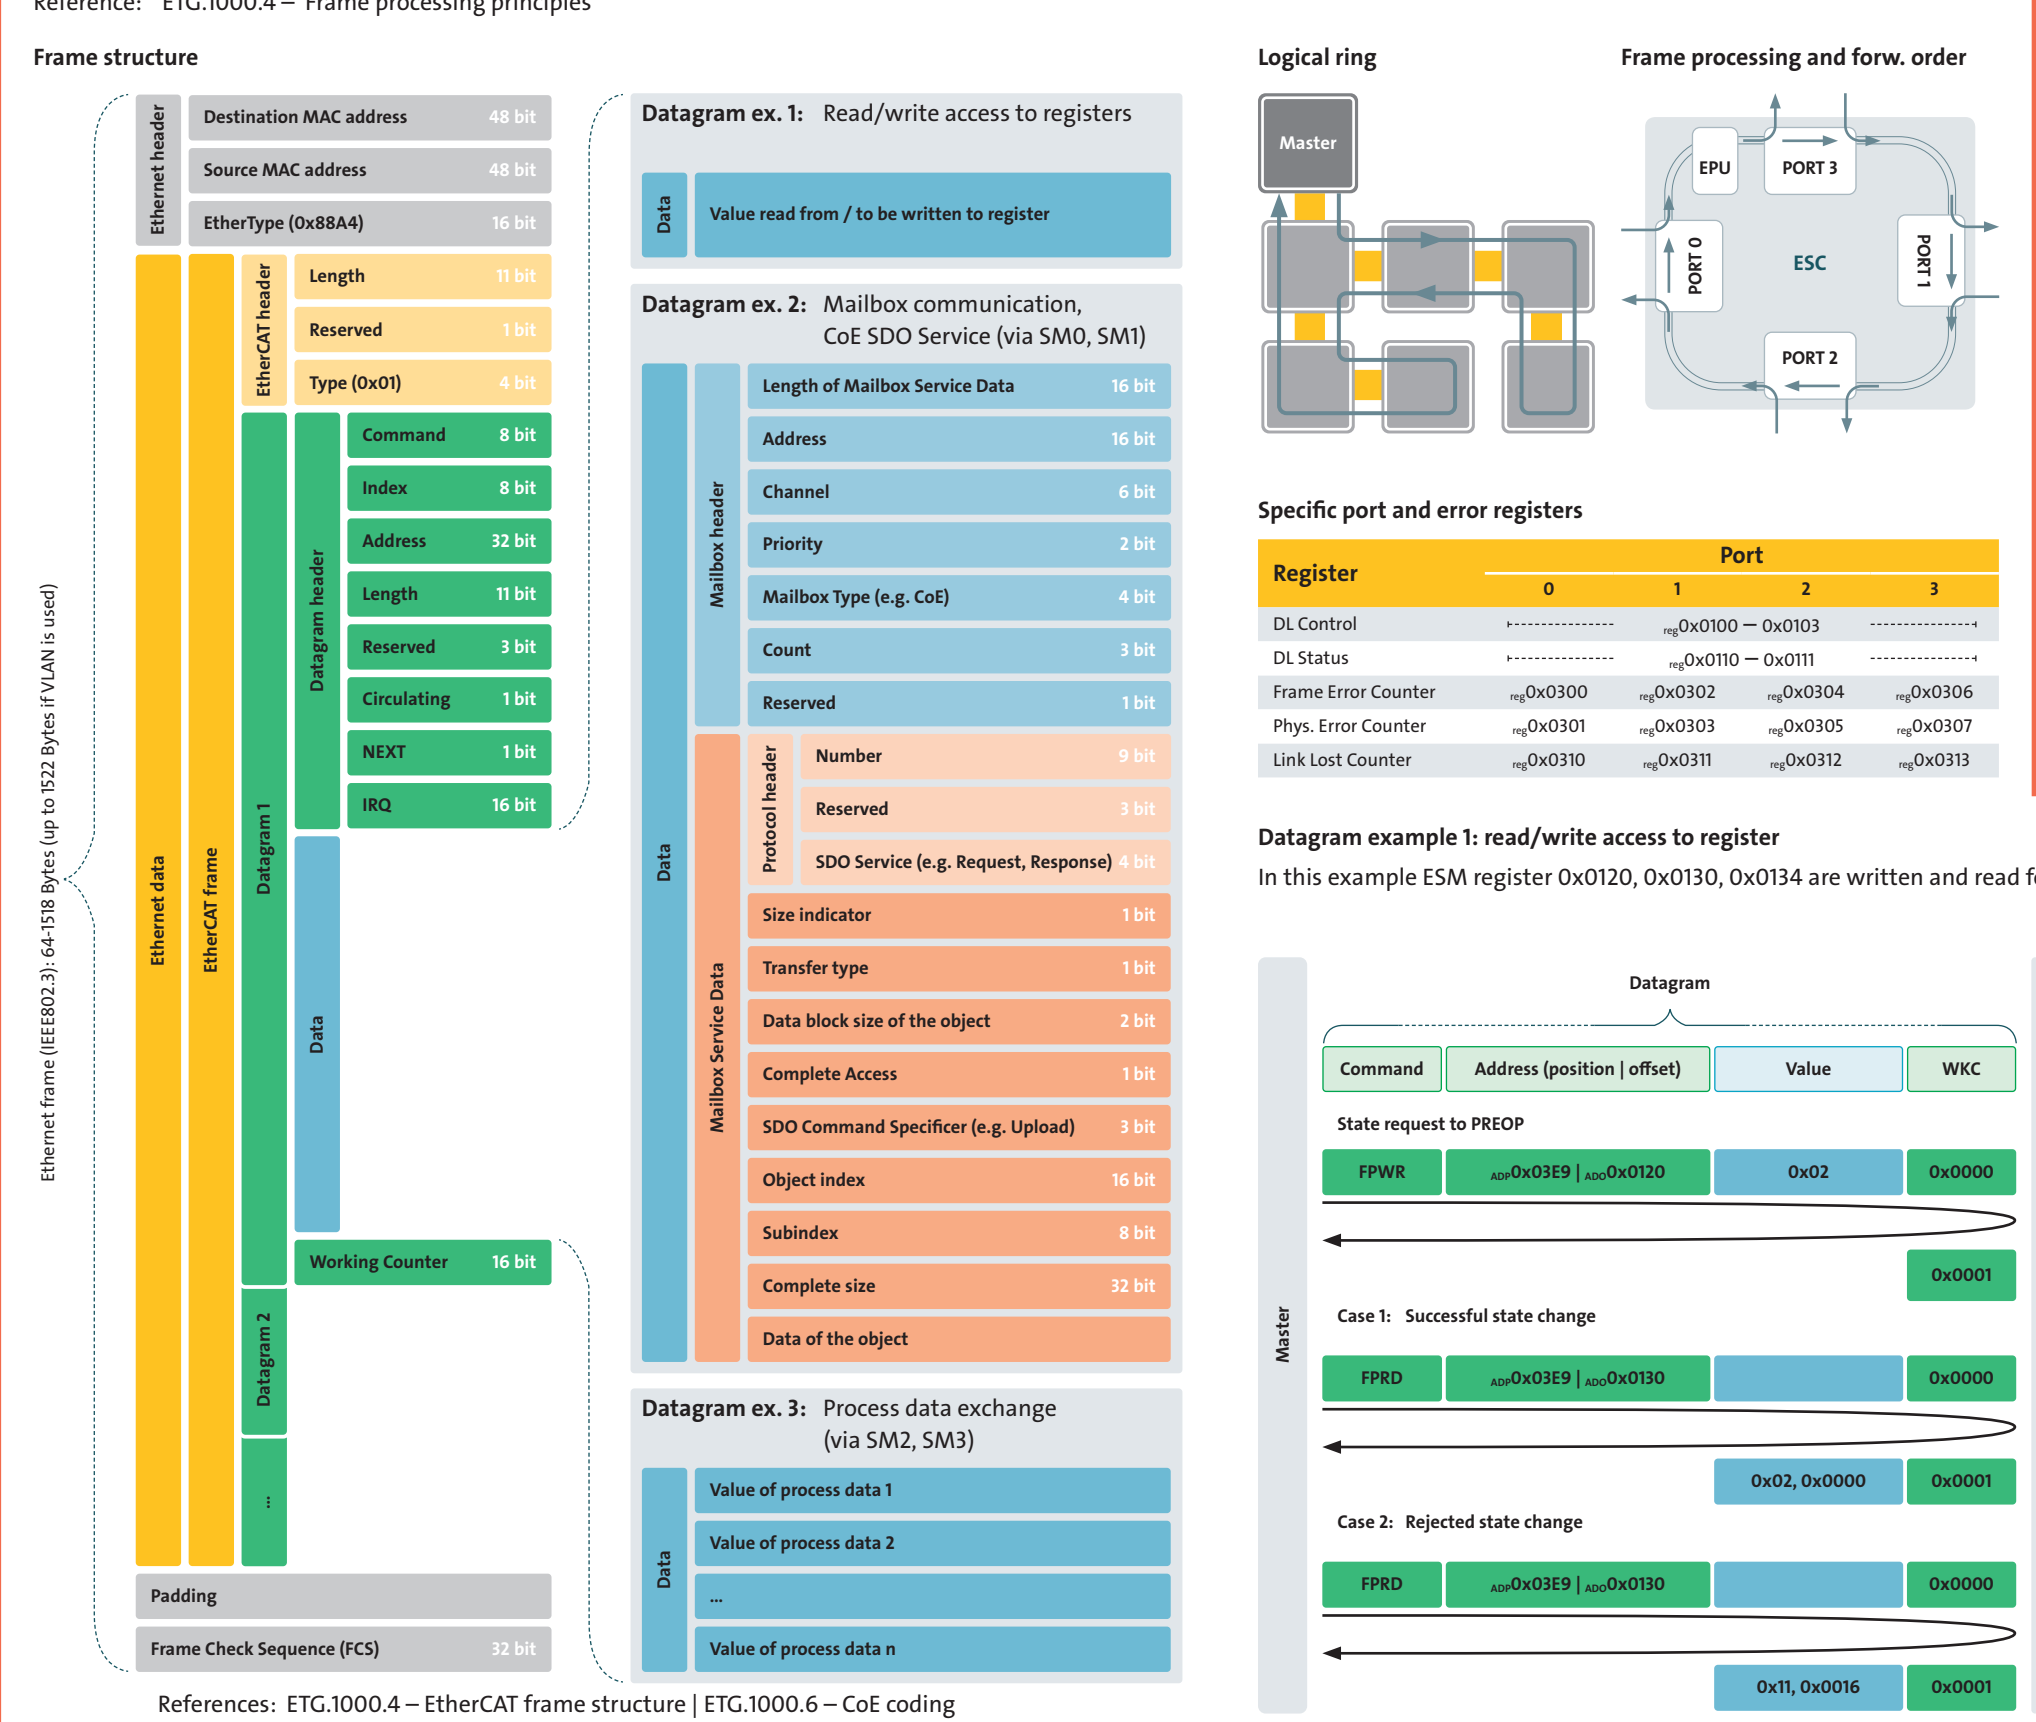 Reference: ETG.1000.4 – Frame processing principles
Frame structure
Ethernet frame (IEEE802.3): 64-1518 Bytes (up to 1522 Bytes if VLAN is used)
Ethernet header
Destination MAC address 48 bit
Source MAC address 48 bit
EtherType (0x88A4) 16 bit
Ethernet data
EtherCAT frame
EtherCAT header
Length 11 bit
Reserved 1 bit
Type (0x01) 4 bit
Datagram 1
Datagram header
Command 8 bit
Index 8 bit
Address 32 bit
Length 11 bit
Reserved 3 bit
Circulating 1 bit
NEXT 1 bit
IRQ 16 bit
Data
Working Counter 16 bit
Datagram 2
...
Padding
Frame Check Sequence (FCS) 32 bit
Datagram ex. 1: Read/write access to registers
Data
Value read from / to be written to register
Datagram ex. 2: Mailbox communication,
CoE SDO Service (via SM0, SM1)
Data
Mailbox header
Length of Mailbox Service Data 16 bit
Address 16 bit
Channel 6 bit
Priority 2 bit
Mailbox Type (e.g. CoE) 4 bit
Count 3 bit
Reserved 1 bit
Mailbox Service Data
Protocol header
Number 9 bit
Reserved 3 bit
SDO Service (e.g. Request, Response) 4 bit
Size indicator 1 bit
Transfer type 1 bit
Data block size of the object 2 bit
Complete Access 1 bit
SDO Command Specificer (e.g. Upload) 3 bit
Object index 16 bit
Subindex 8 bit
Complete size 32 bit
Data of the object
Datagram ex. 3: Process data exchange
(via SM2, SM3)
Data
Value of process data 1
Value of process data 2
...
Value of process data n
References: ETG.1000.4 – EtherCAT frame structure | ETG.1000.6 – CoE coding
Logical ring
Master
Frame processing and forw. order
EPU
PORT 3
PORT 0
ESC
PORT 1
PORT 2
Specific port and error registers
Register Port
0 1 2 3
DL Control reg0x0100 – 0x0103
DL Status reg0x0110 – 0x0111
Frame Error Counter reg0x0300 reg0x0302 reg0x0304 reg0x0306
Phys. Error Counter reg0x0301 reg0x0303 reg0x0305 reg0x0307
Link Lost Counter reg0x0310 reg0x0311 reg0x0312 reg0x0313
Datagram example 1: read/write access to register
In this example ESM register 0x0120, 0x0130, 0x0134 are written and read
Master
Datagram
Command Address (position | offset) Value WKC
State request to PREOP
FPWR ADP0x03E9 | ADO0x0120 0x02 0x0000
0x0001
Case 1: Successful state change
FPRD ADP0x03E9 | ADO0x0130 0x0000
0x02, 0x0000 0x0001
Case 2: Rejected state change
FPRD ADP0x03E9 | ADO0x0130 0x0000
0x11, 0x0016 0x0001